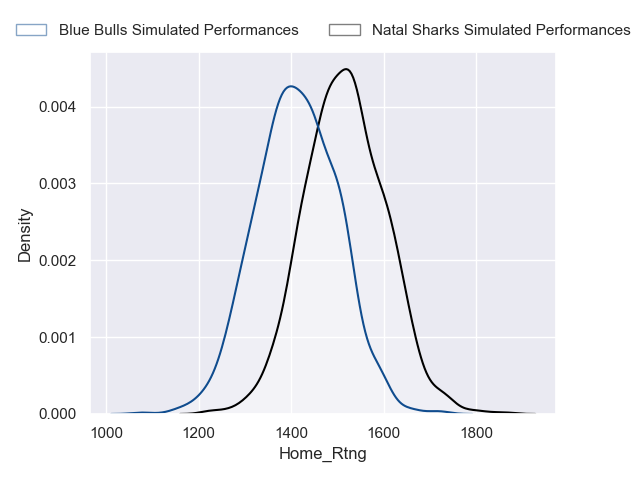 Blue Bulls Simulated Performances Natal Sharks Simulated Performances
0.004
0.003
0.002
0.001
0.000
Density
1000 1200 1400 1600 1800
Home_Rtng